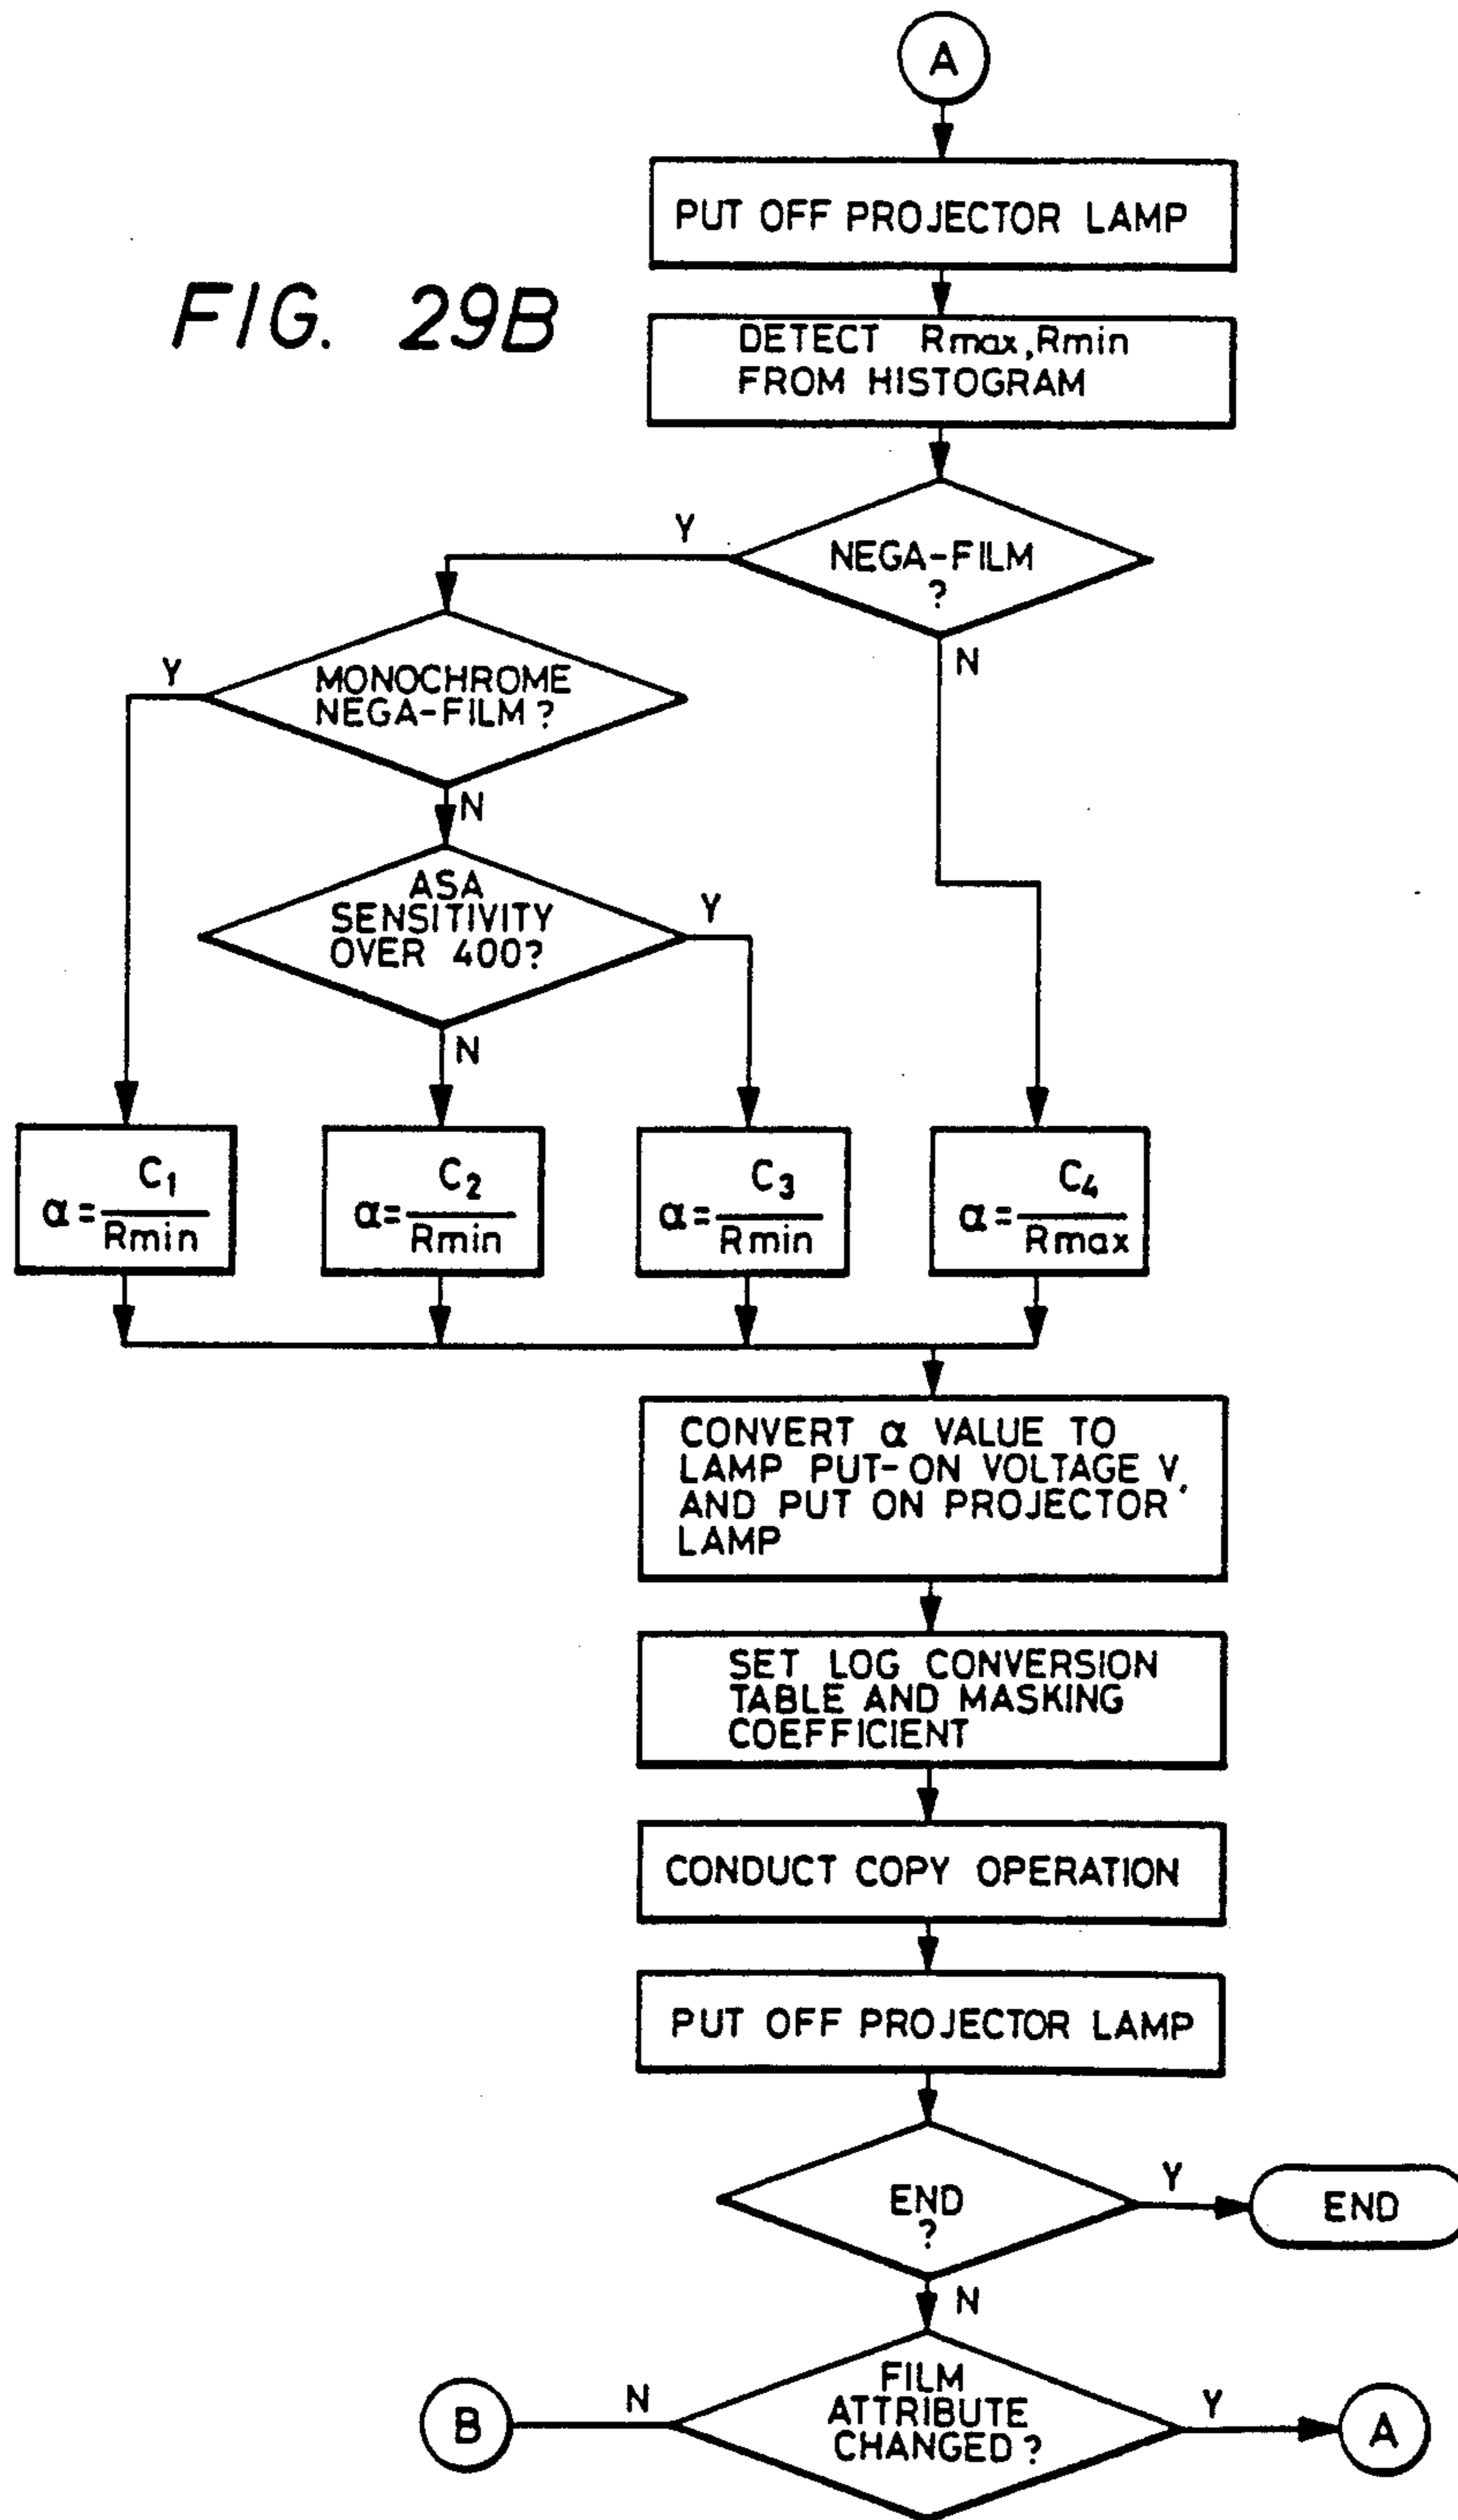 A
PUT OFF PROJECTOR LAMP
FIG. 29B
DETECT Rmax,Rmin
FROM HISTOGRAM
Y
NEGA-FILM
?
N
Y
MONOCHROME
NEGA-FILM?
N
ASA
SENSITIVITY
OVER 400?
Y
N
α=C1/Rmin
α=C2/Rmin
α=C3/Rmin
α=C4/Rmax
CONVERT α VALUE TO
LAMP PUT-ON VOLTAGE V,
AND PUT ON PROJECTOR
LAMP
SET LOG CONVERSION
TABLE AND MASKING
COEFFICIENT
CONDUCT COPY OPERATION
PUT OFF PROJECTOR LAMP
END
?
Y
END
N
FILM
ATTRIBUTE
CHANGED?
N
B
Y
A